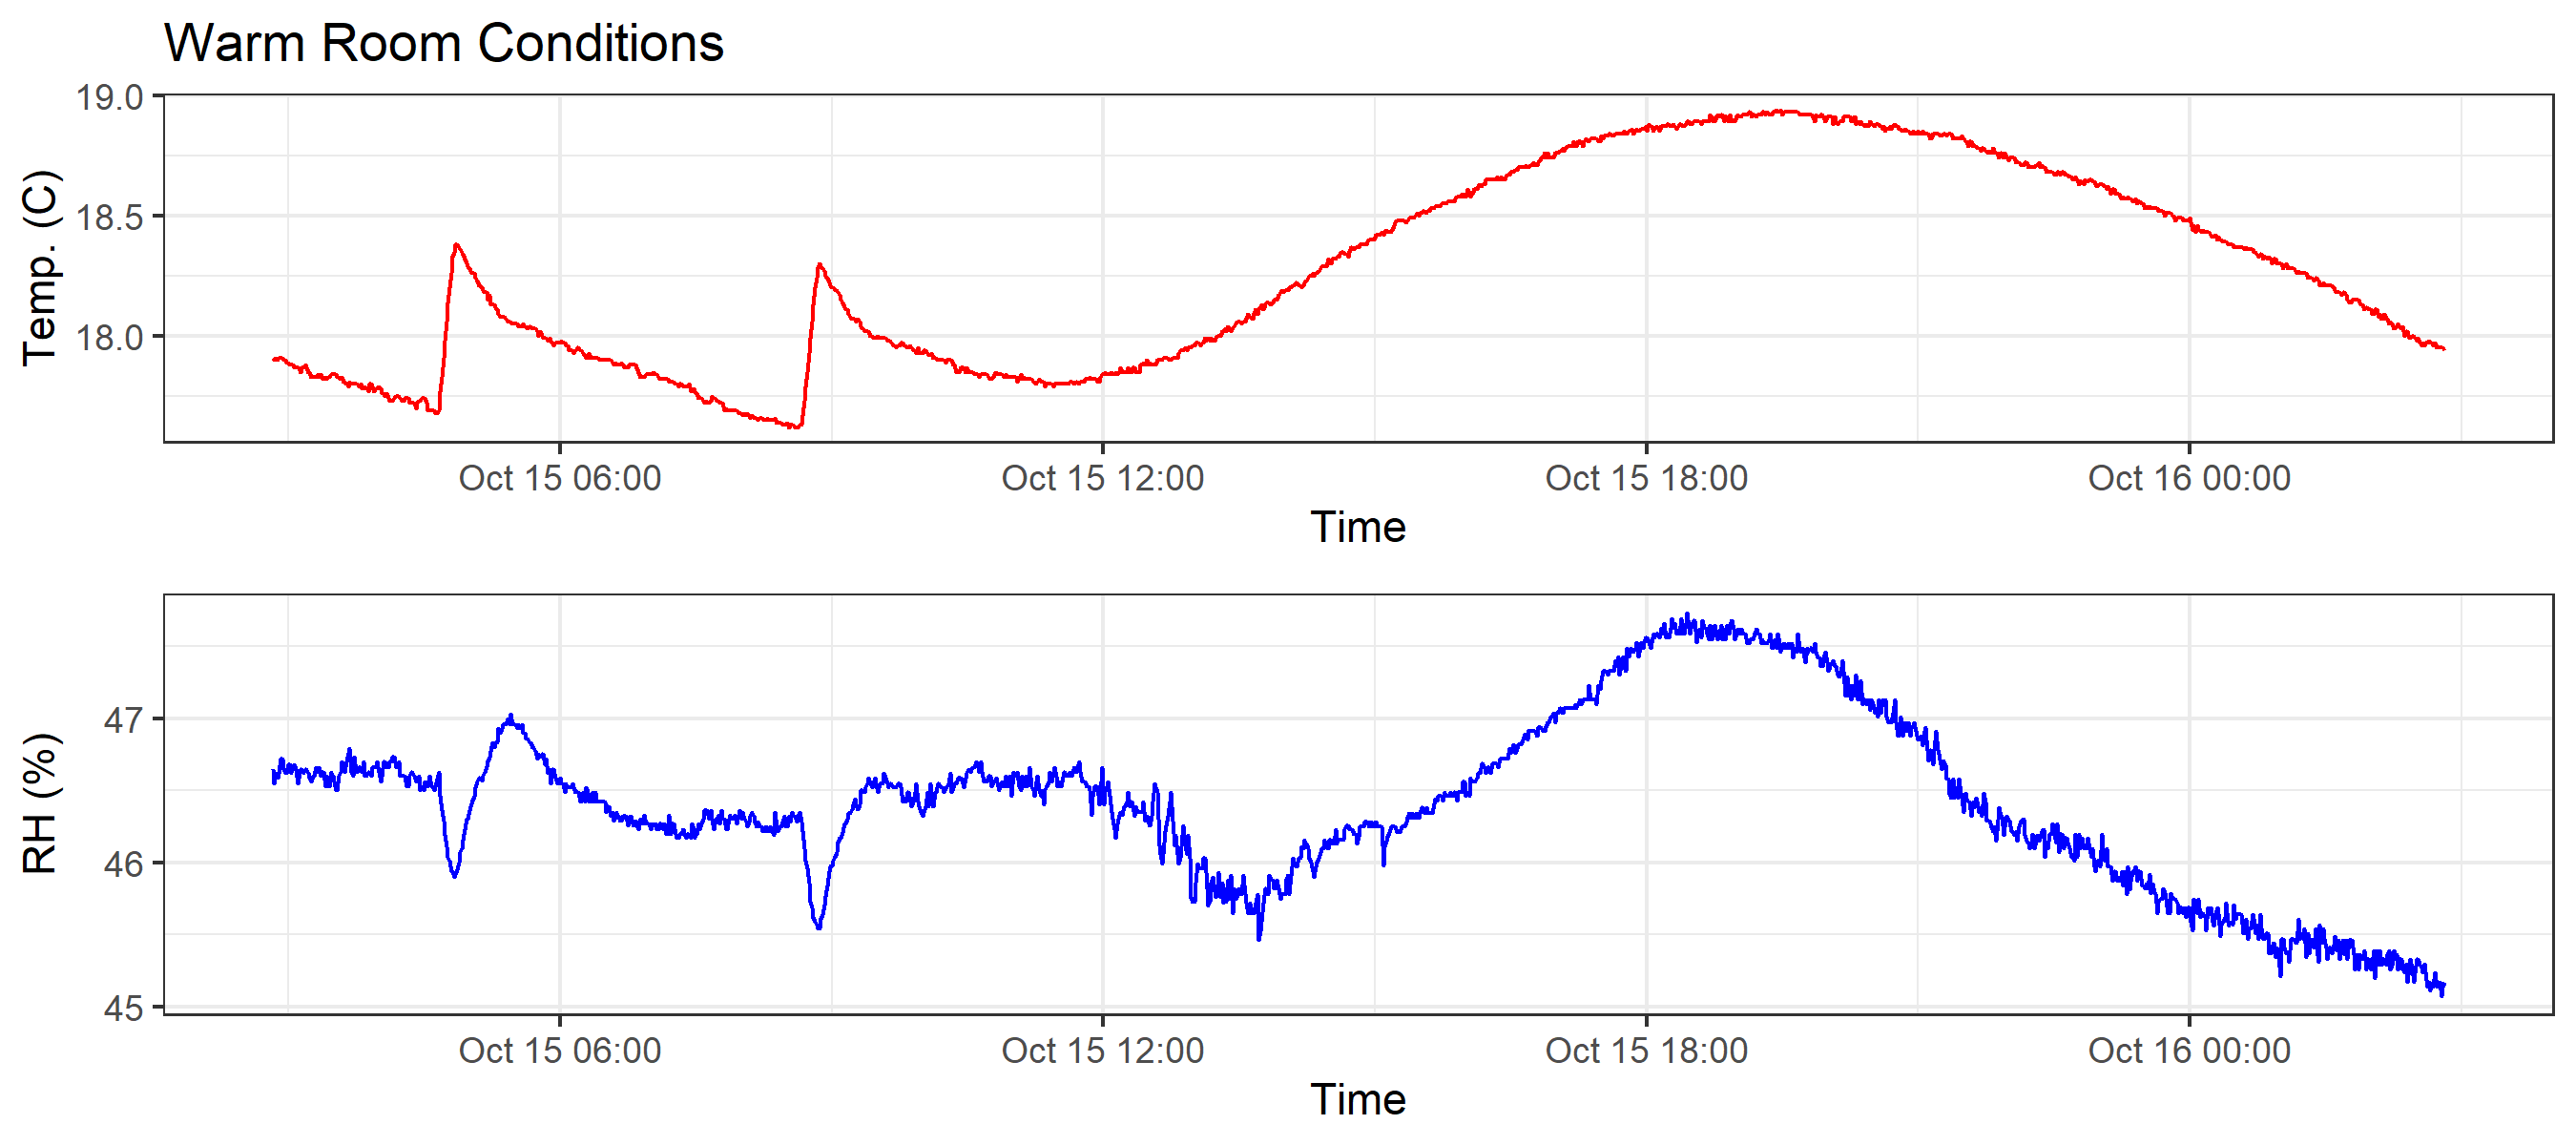 Warm Room Conditions
19.0
18.5
18.0
Temp. (C)
Oct 15 06:00 Oct 15 12:00 Oct 15 18:00 Oct 16 00:00
Time
47
46
45
RH (%)
Oct 15 06:00 Oct 15 12:00 Oct 15 18:00 Oct 16 00:00
Time